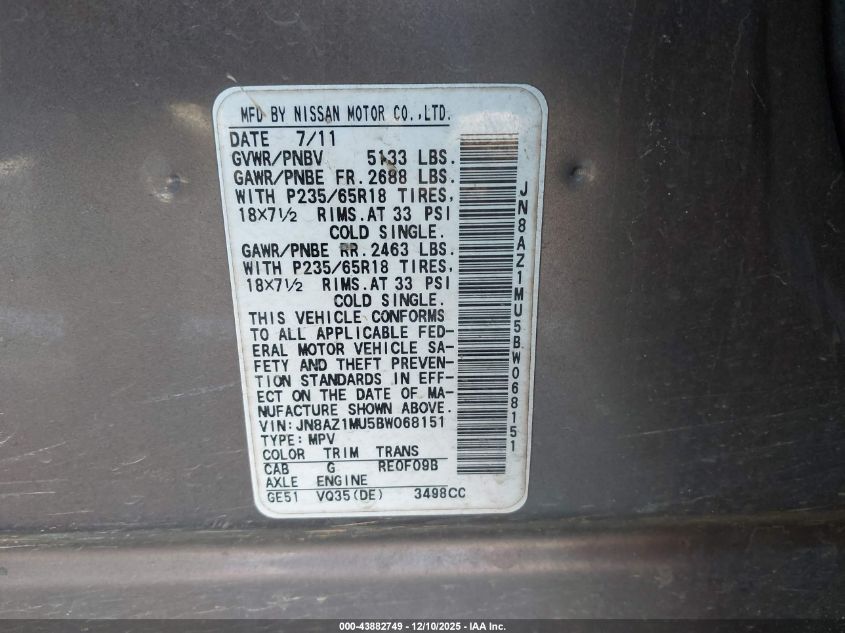 MFD BY NISSAN MOTOR CO.,LTD.
DATE 7/11
GVWR/PNBV 5133 LBS.
GAWR/PNBE FR.2688 LBS.
WITH P235/65R18 TIRES,
18X7½ RIMS.AT 33 PSI
COLD SINGLE.
GAWR/PNBE RR.2463 LBS.
WITH P235/65R18 TIRES,
18X7½ RIMS.AT 33 PSI
COLD SINGLE.
THIS VEHICLE CONFORMS
TO ALL APPLICABLE FED-
ERAL MOTOR VEHICLE SA-
FETY AND THEFT PREVEN-
TION STANDARDS IN EFF-
ECT ON THE DATE OF MA-
NUFACTURE SHOWN ABOVE.
VIN:JN8AZ1MU5BW068151
TYPE:MPV
COLOR TRIM TRANS
CAB G RE0F09B
AXLE ENGINE
GE51 VQ35(DE) 3498CC
JN8AZ1MU5BW068151
000-43882749 - 12/10/2025 - IAA Inc.